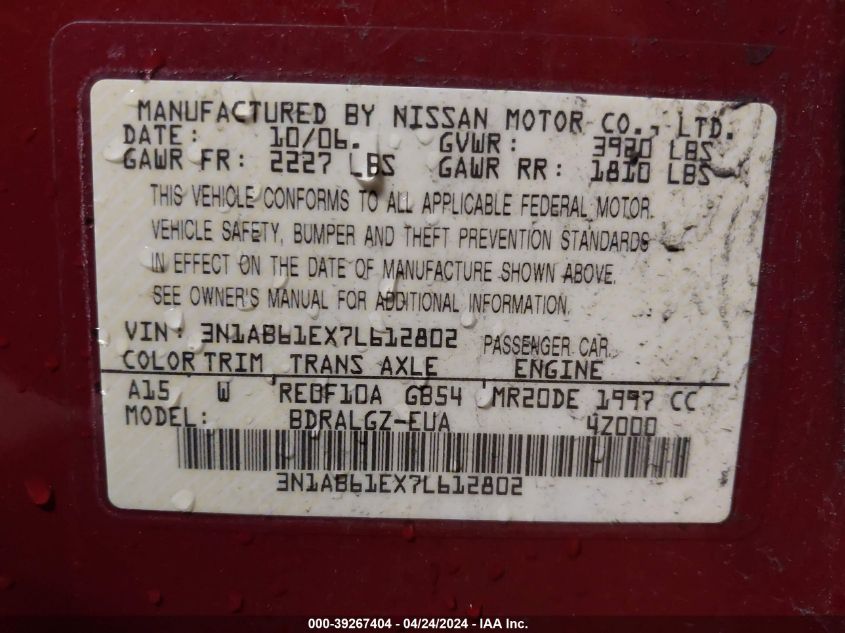 MANUFACTURED BY NISSAN MOTOR CO., LTD.
DATE: 10/06. GVWR: 3920 LBS
GAWR FR: 2227 LBS GAWR RR: 1810 LBS
THIS VEHICLE CONFORMS TO ALL APPLICABLE FEDERAL MOTOR
VEHICLE SAFETY, BUMPER AND THEFT PREVENTION STANDARDS
IN EFFECT ON THE DATE OF MANUFACTURE SHOWN ABOVE.
SEE OWNER'S MANUAL FOR ADDITIONAL INFORMATION.
VIN: 3N1AB61EX7L612802 PASSENGER CAR
COLOR TRIM TRANS AXLE ENGINE
A15 W RE0F10A G854 MR20DE 1997 CC
MODEL: BDRALGZ-EUA 4Z000
3N1AB61EX7L612802
000-39267404 - 04/24/2024 - IAA Inc.